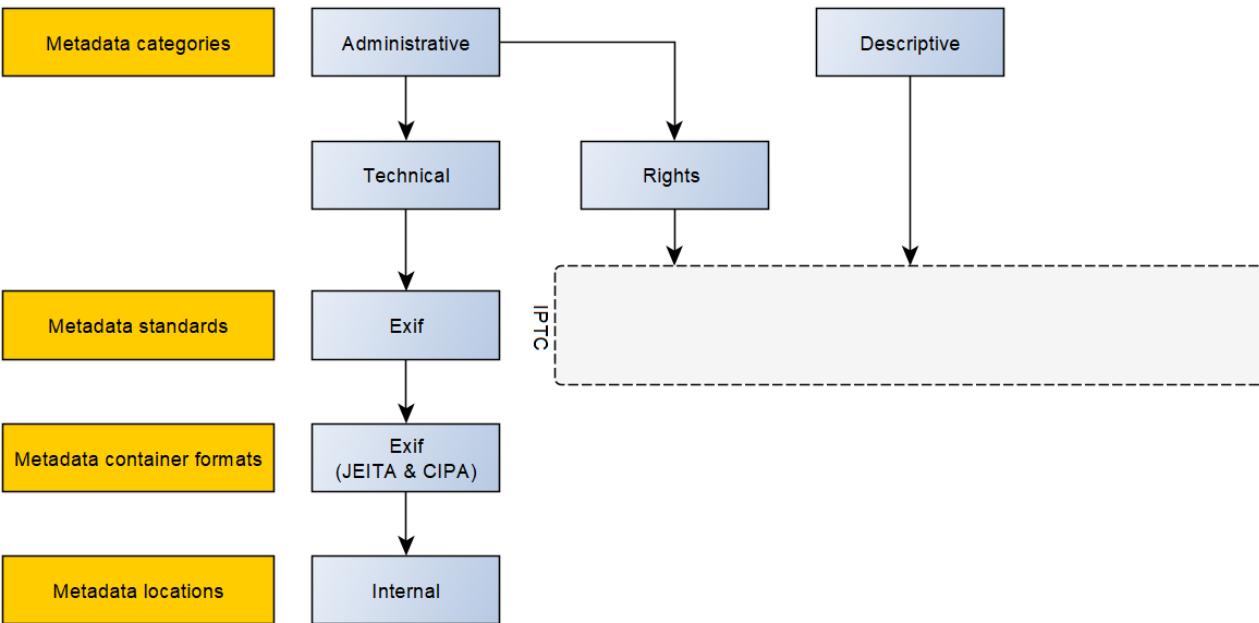 Metadata categories
Administrative
Descriptive
Technical
Rights
Metadata standards
Exif
IPTC
Metadata container formats
Exif
(JEITA & CIPA)
Metadata locations
Internal